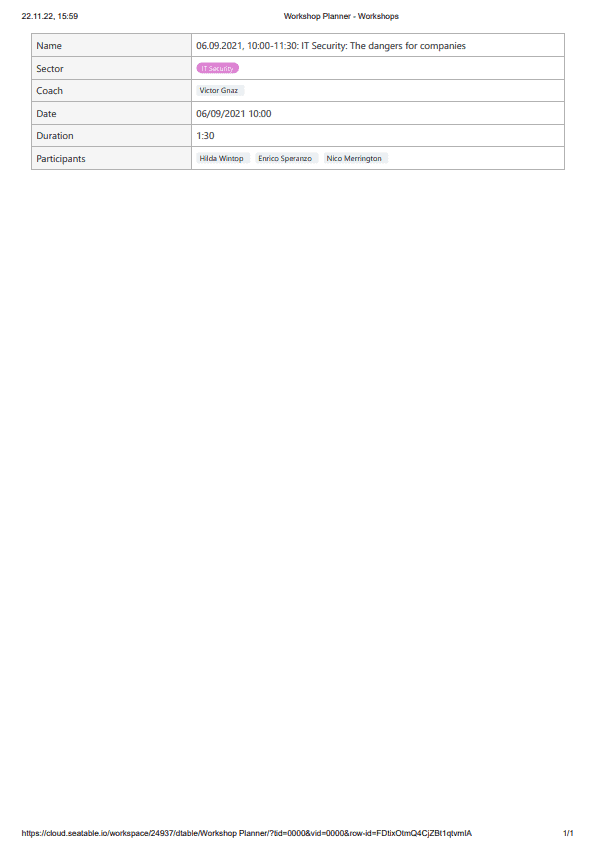 22.11.22, 15:59 Workshop Planner - Workshops
Name 06.09.2021, 10:00-11:30: IT Security: The dangers for companies
Sector IT Security
Coach Victor Gnaz
Date 06/09/2021 10:00
Duration 1:30
Participants Hilda Wintop Enrico Speranzo Nico Merrington
https://cloud.seatable.io/workspace/24937/dtable/Workshop Planner/?tid=0000&vid=0000&row-id=FDtixOtmQ4CjZBt1qtvmIA 1/1